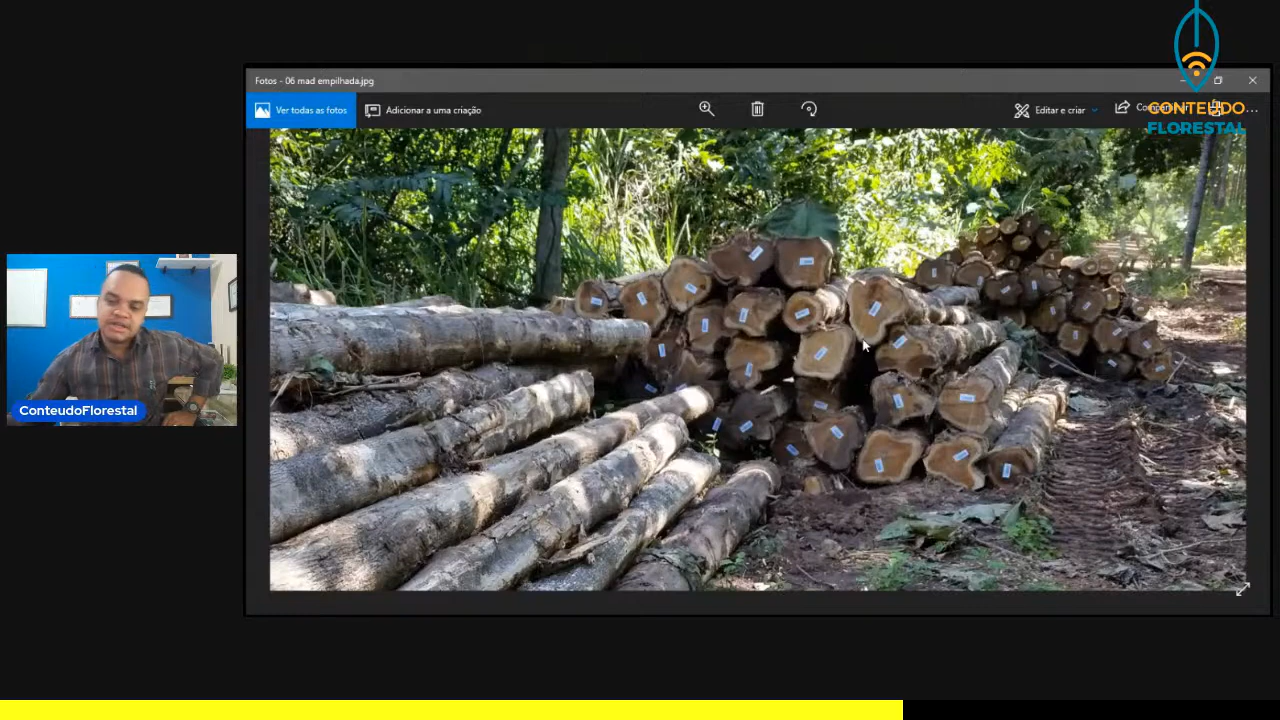 Fotos - 06 mad empilhada.jpg
Ver todas as fotos
Adicionar a uma criação
Editar e criar
CONTEÚDO
FLORESTAL
ConteudoFlorestal